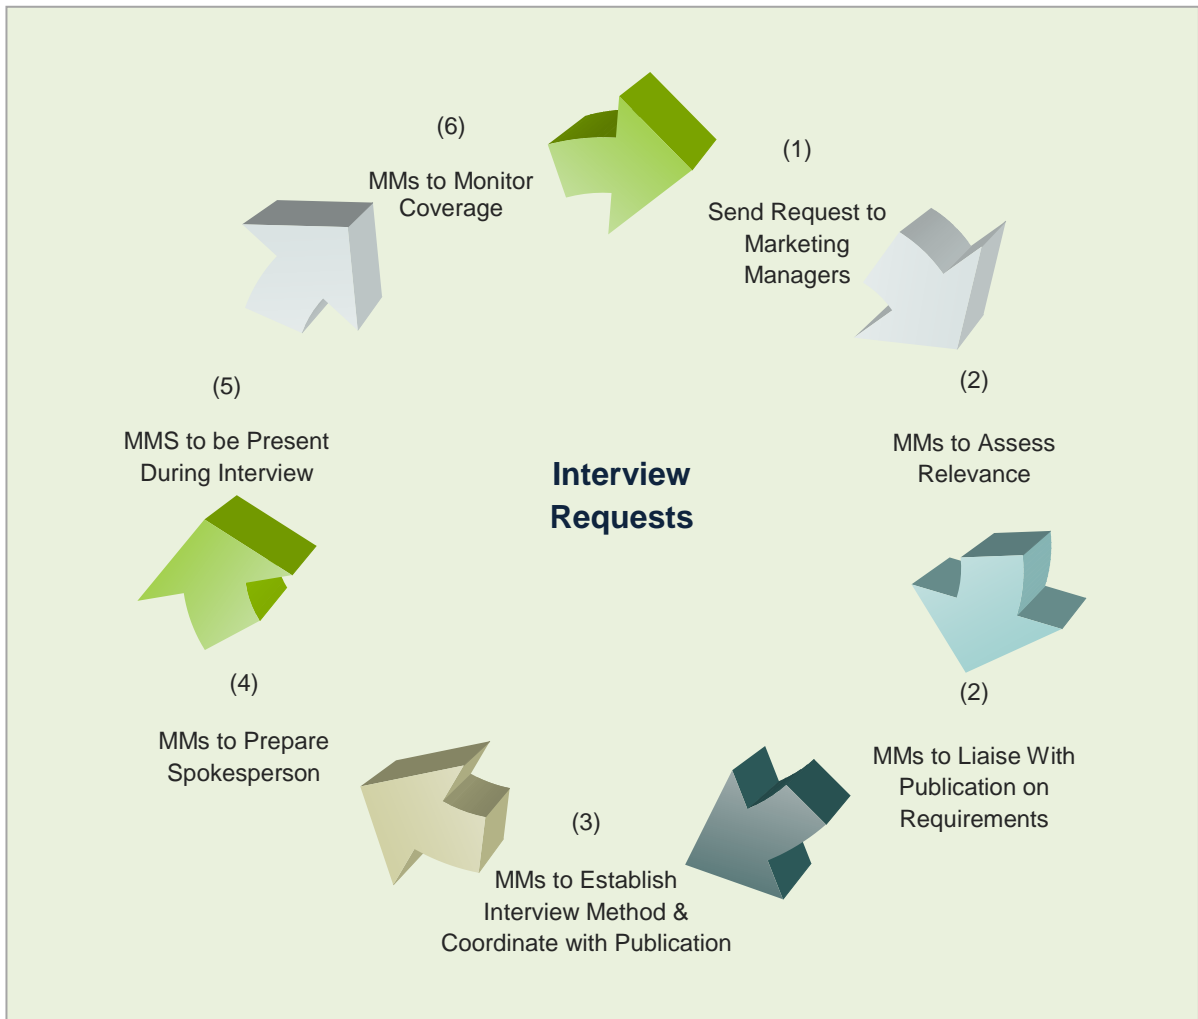 (1)
Send Request to
Marketing
Managers
(2)
MMs to Assess
Relevance
(2)
MMs to Liaise With
Publication on
Requirements
(3)
MMs to Establish
Interview Method &
Coordinate with Publication
(4)
MMs to Prepare
Spokesperson
(5)
MMS to be Present
During Interview
(6)
MMs to Monitor
Coverage
Interview
Requests